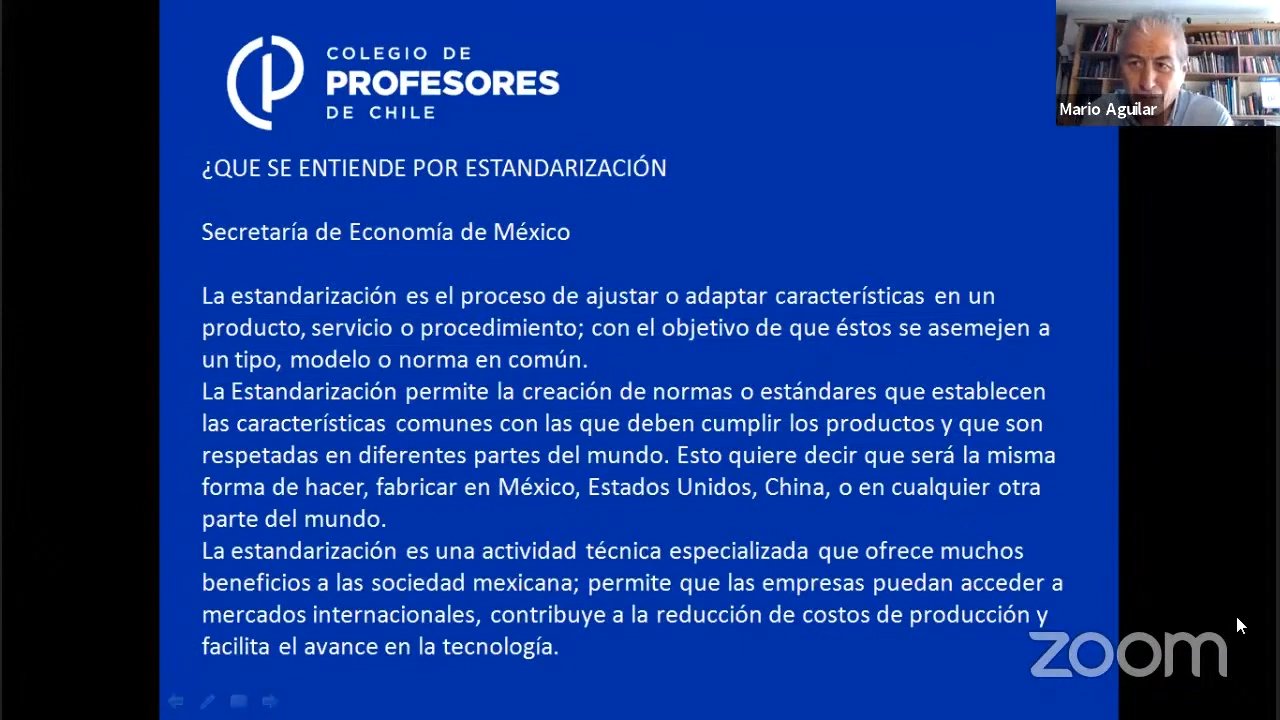 COLEGIO DE
PROFESORES
DE CHILE
Mario Aguilar
¿QUE SE ENTIENDE POR ESTANDARIZACIÓN
Secretaría de Economía de México
La estandarización es el proceso de ajustar o adaptar características en un
producto, servicio o procedimiento; con el objetivo de que éstos se asemejen a
un tipo, modelo o norma en común.
La Estandarización permite la creación de normas o estándares que establecen
las características comunes con las que deben cumplir los productos y que son
respetadas en diferentes partes del mundo. Esto quiere decir que será la misma
forma de hacer, fabricar en México, Estados Unidos, China, o en cualquier otra
parte del mundo.
La estandarización es una actividad técnica especializada que ofrece muchos
beneficios a las sociedad mexicana; permite que las empresas puedan acceder a
mercados internacionales, contribuye a la reducción de costos de producción y
facilita el avance en la tecnología.
zoom